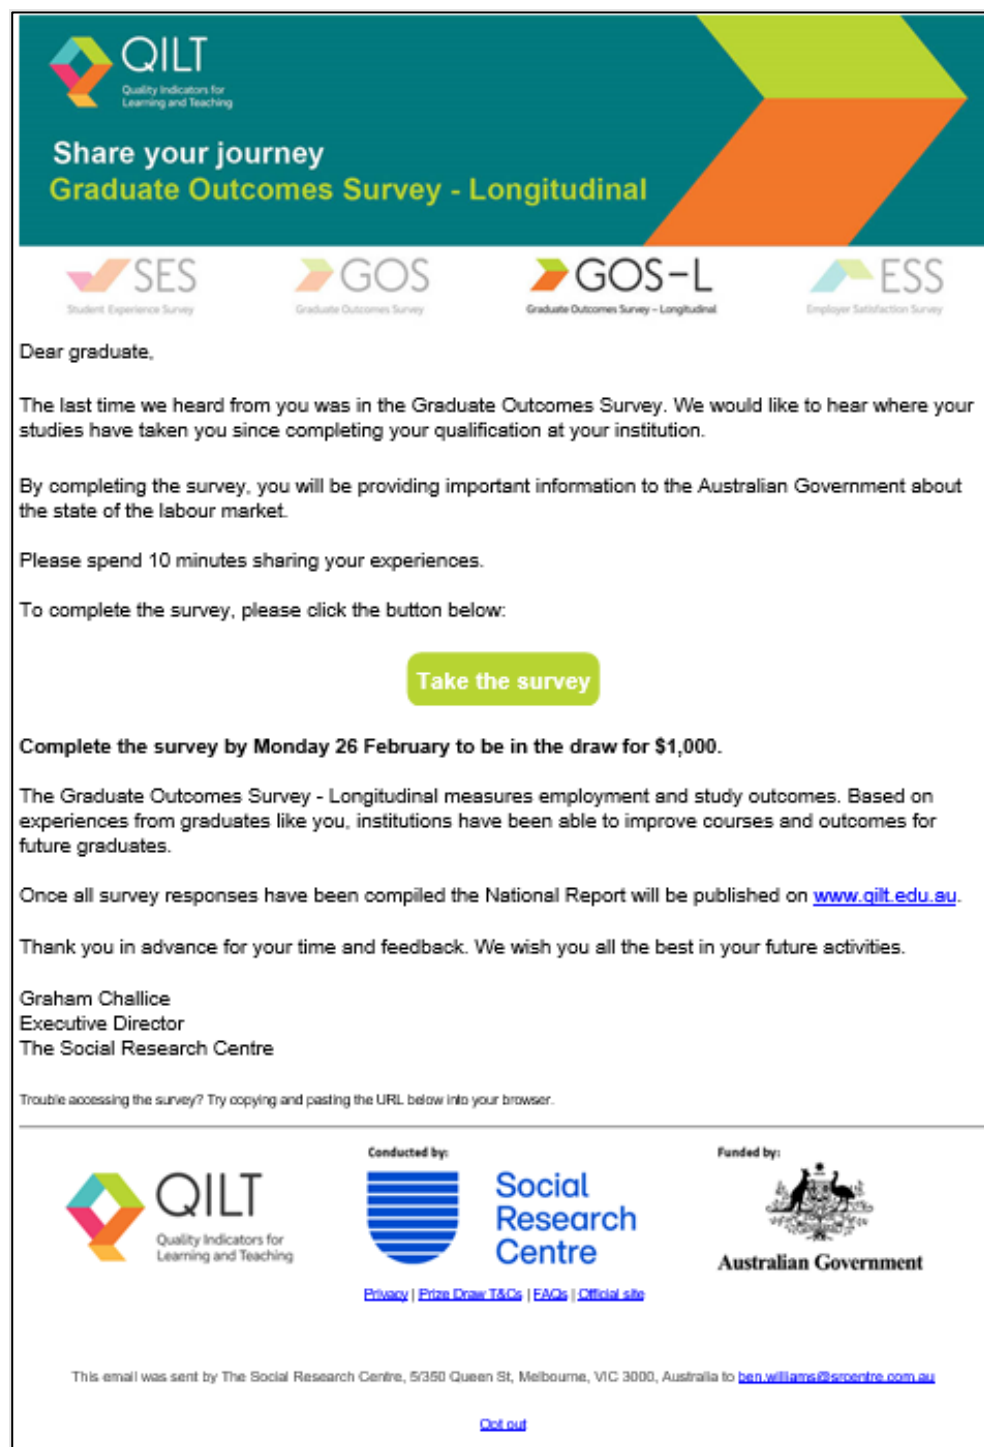 QILT
Quality Indicators for
Learning and Teaching
Share your journey
Graduate Outcomes Survey - Longitudinal
SES
Student Experience Survey
GOS
Graduate Outcomes Survey
GOS-L
Graduate Outcomes Survey – Longitudinal
ESS
Employer Satisfaction Survey
Dear graduate,
The last time we heard from you was in the Graduate Outcomes Survey. We would like to hear where your
studies have taken you since completing your qualification at your institution.
By completing the survey, you will be providing important information to the Australian Government about
the state of the labour market.
Please spend 10 minutes sharing your experiences.
To complete the survey, please click the button below:
Take the survey
Complete the survey by Monday 26 February to be in the draw for $1,000.
The Graduate Outcomes Survey - Longitudinal measures employment and study outcomes. Based on
experiences from graduates like you, institutions have been able to improve courses and outcomes for
future graduates.
Once all survey responses have been compiled the National Report will be published on www.qilt.edu.au.
Thank you in advance for your time and feedback. We wish you all the best in your future activities.
Graham Challice
Executive Director
The Social Research Centre
Trouble accessing the survey? Try copying and pasting the URL below into your browser.
QILT
Quality Indicators for
Learning and Teaching
Conducted by:
Social
Research
Centre
Funded by:
Australian Government
Privacy | Prize Draw T&Cs | FAQs | Official site
This email was sent by The Social Research Centre, 5/350 Queen St, Melbourne, VIC 3000, Australia to ben.williams@srcentre.com.au
Opt out